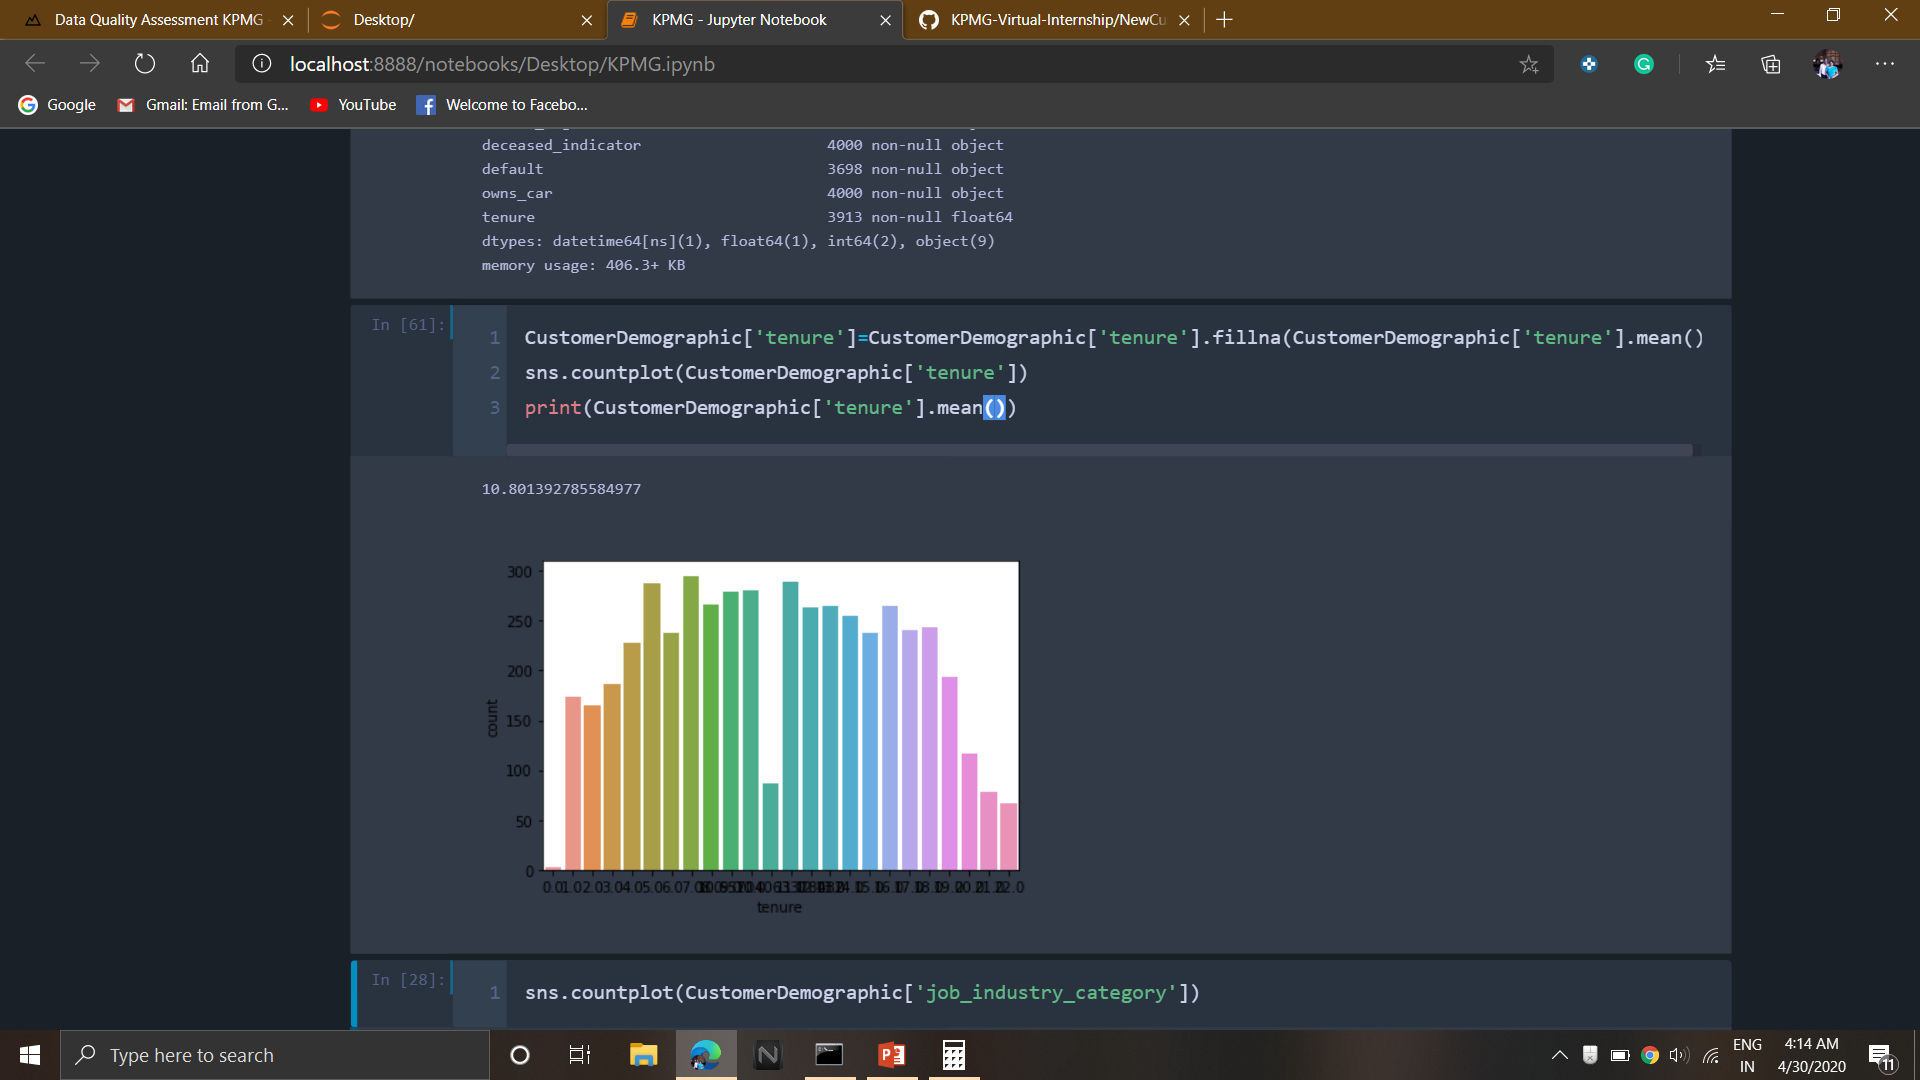 Data Quality Assessment KPMG
Desktop/
KPMG - Jupyter Notebook
KPMG-Virtual-Internship/NewCu
localhost:8888/notebooks/Desktop/KPMG.ipynb
Google
Gmail: Email from G...
YouTube
Welcome to Facebo...
deceased_indicator 4000 non-null object
default 3698 non-null object
owns_car 4000 non-null object
tenure 3913 non-null float64
dtypes: datetime64[ns](1), float64(1), int64(2), object(9)
memory usage: 406.3+ KB
In [61]:
1 CustomerDemographic['tenure']=CustomerDemographic['tenure'].fillna(CustomerDemographic['tenure'].mean()
2 sns.countplot(CustomerDemographic['tenure'])
3 print(CustomerDemographic['tenure'].mean())
10.801392785584977
300
250
200
150
100
50
0
count
tenure
In [28]:
1 sns.countplot(CustomerDemographic['job_industry_category'])
Type here to search
ENG
IN
4:14 AM
4/30/2020
11